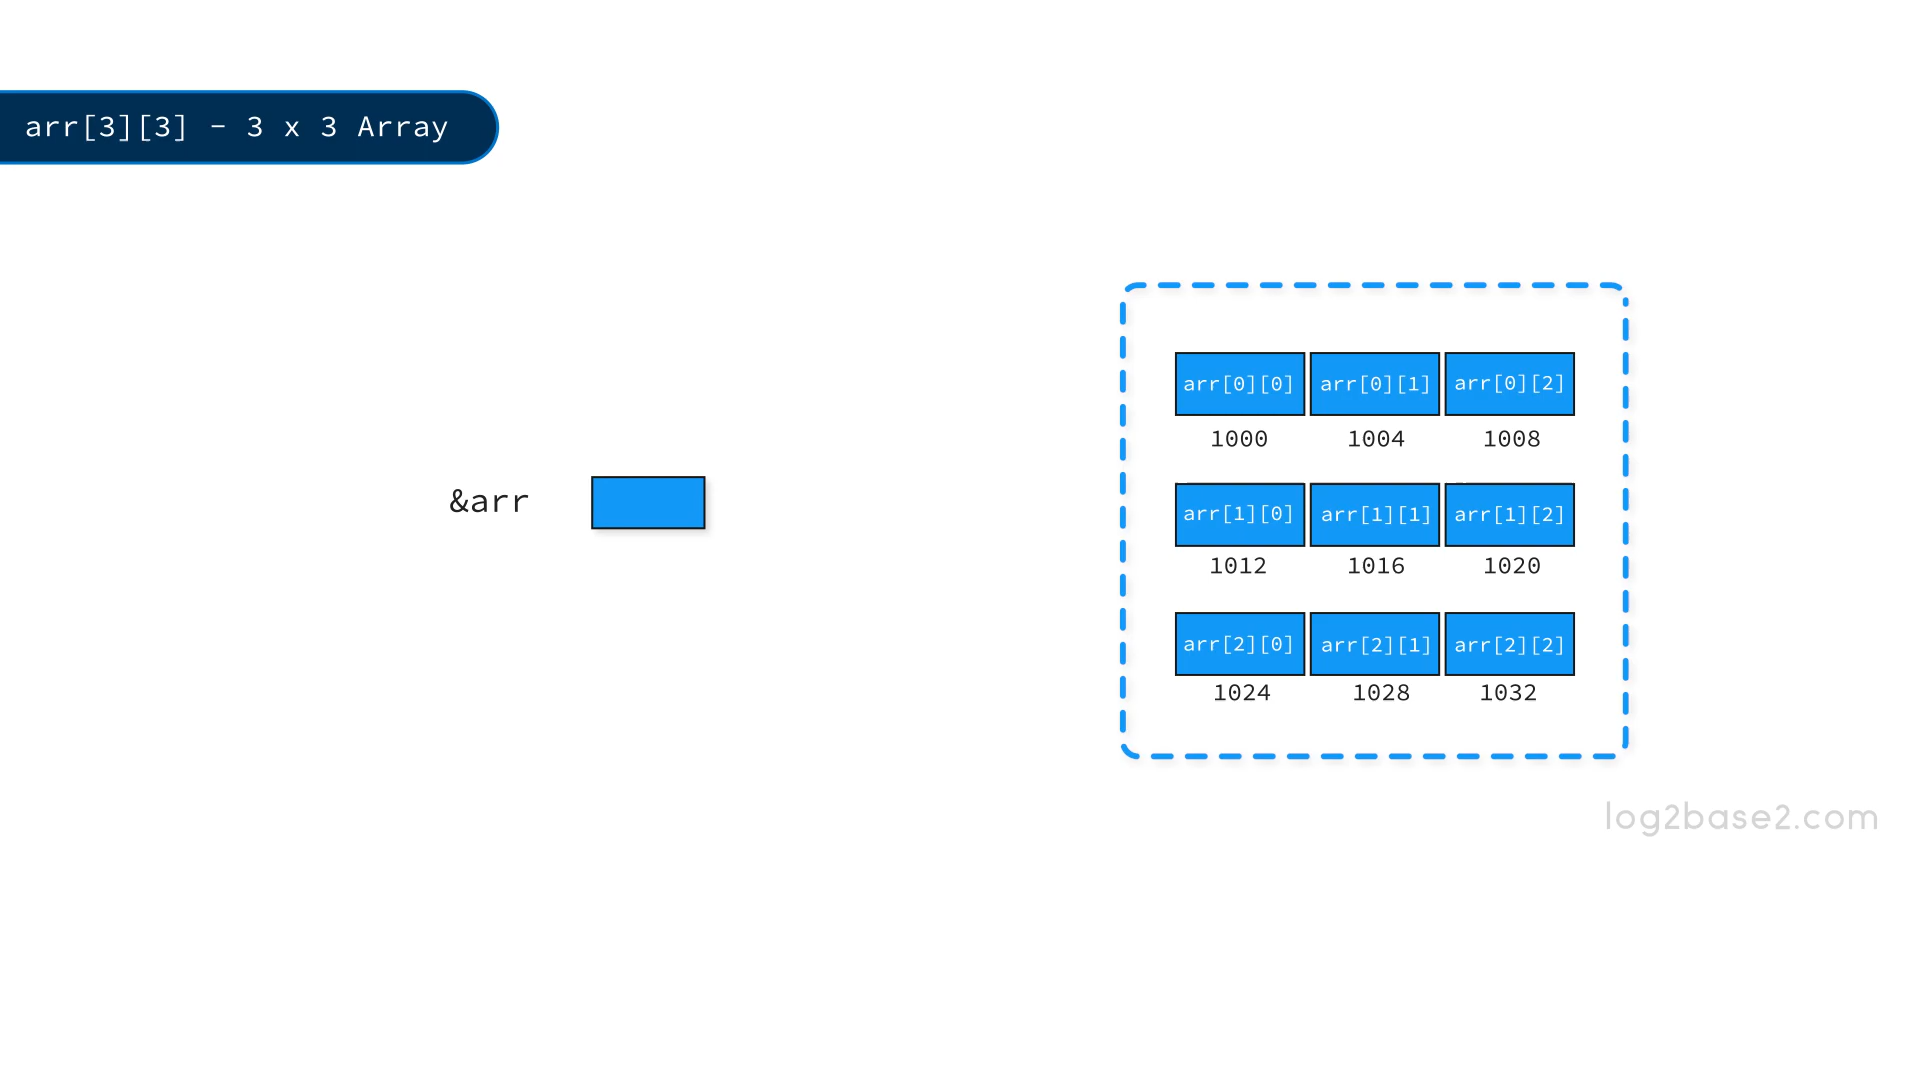 arr[3][3] - 3 x 3 Array
arr[0][0] arr[0][1] arr[0][2]
1000 1004 1008
&arr
arr[1][0] arr[1][1] arr[1][2]
1012 1016 1020
arr[2][0] arr[2][1] arr[2][2]
1024 1028 1032
log2base2.com